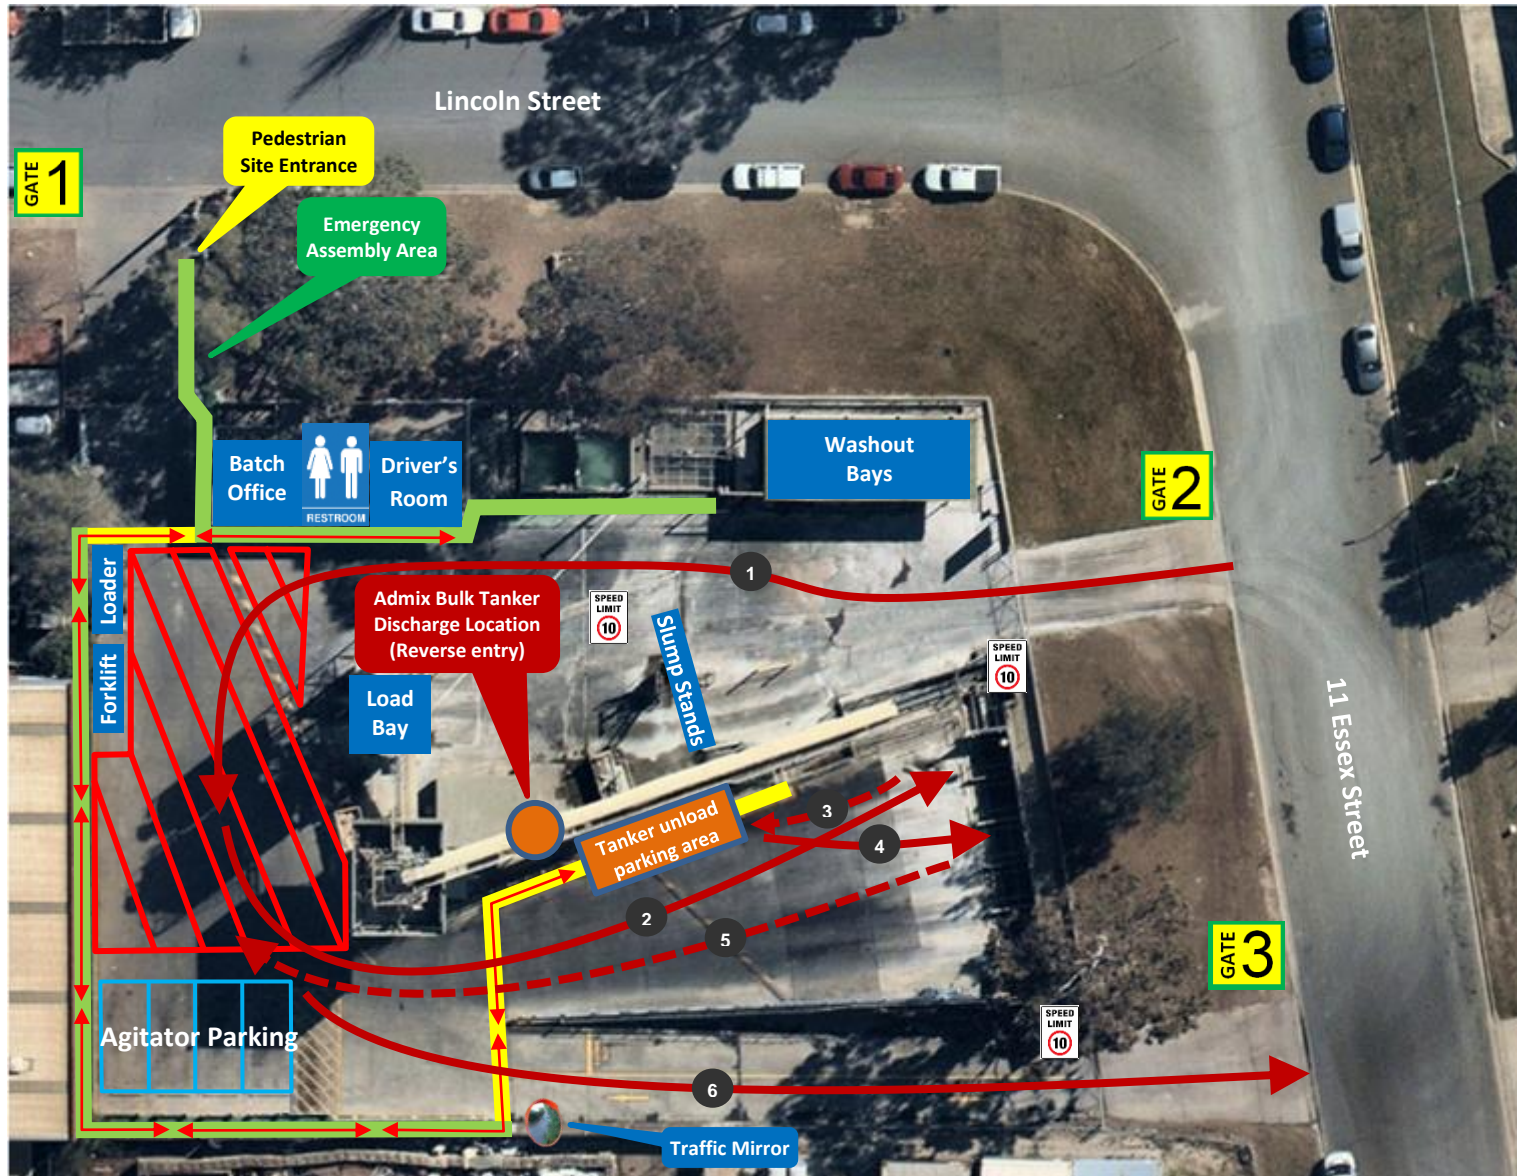 Lincoln Street
Pedestrian
Site Entrance
GATE 1
Emergency
Assembly Area
Batch
Office
RESTROOM
Driver's
Room
Washout
Bays
GATE 2
Loader
Forklift
1
Admix Bulk Tanker
Discharge Location
(Reverse entry)
SPEED
LIMIT
10
Slump Stands
SPEED
LIMIT
10
Load
Bay
11 Essex Street
Tanker unload
parking area
3
4
2
5
GATE 3
Agitator Parking
SPEED
LIMIT
10
6
Traffic Mirror